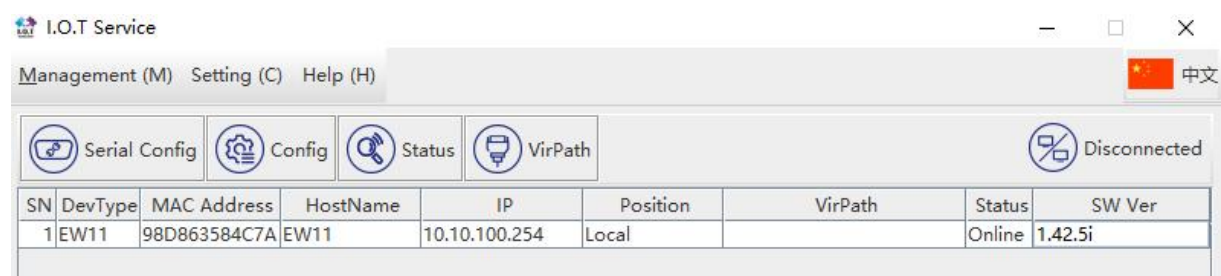 I.O.T Service
Management (M) Setting (C) Help (H) 中文
Serial Config Config Status VirPath Disconnected
SN DevType MAC Address HostName IP Position VirPath Status SW Ver
1 EW11 98D863584C7A EW11 10.10.100.254 Local Online 1.42.5i